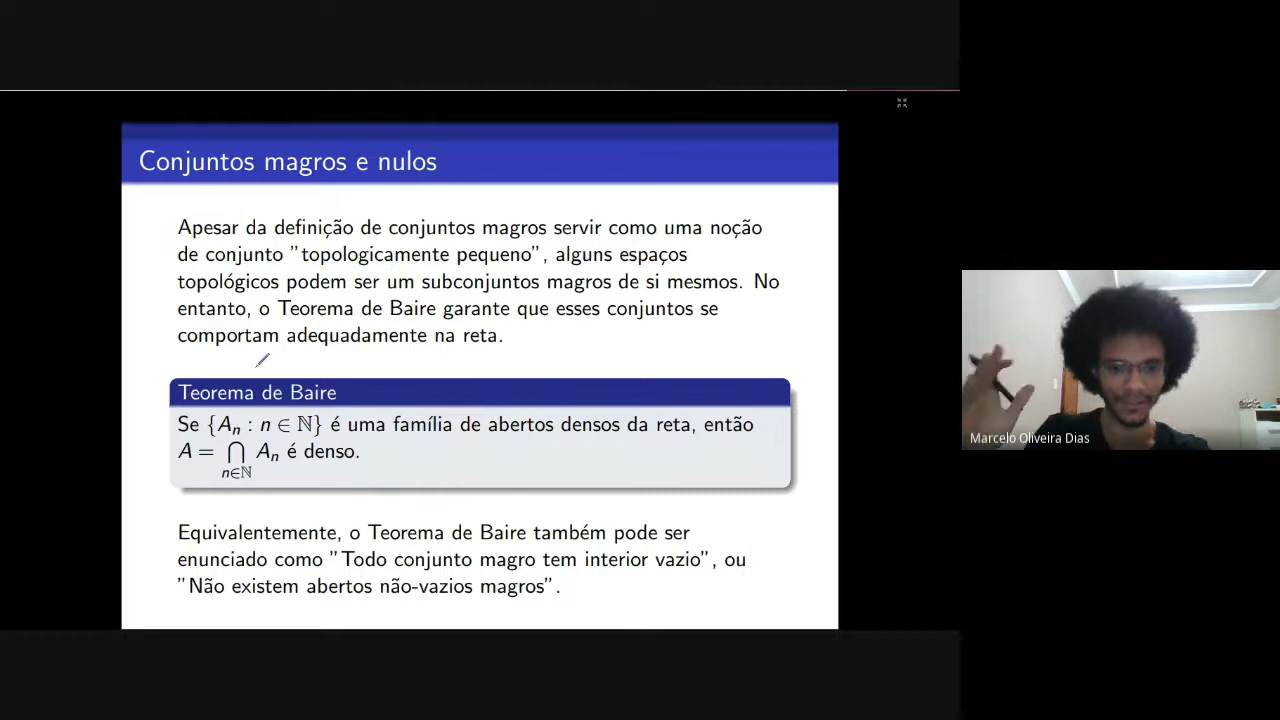 Conjuntos magros e nulos
Apesar da definição de conjuntos magros servir como uma noção
de conjunto ”topologicamente pequeno”, alguns espaços
topológicos podem ser um subconjuntos magros de si mesmos. No
entanto, o Teorema de Baire garante que esses conjuntos se
comportam adequadamente na reta.
Teorema de Baire
Se {Aₙ : n ∈ ℕ} é uma família de abertos densos da reta, então
A = ⋂ Aₙ é denso.
n∈ℕ
Equivalentemente, o Teorema de Baire também pode ser
enunciado como ”Todo conjunto magro tem interior vazio”, ou
”Não existem abertos não-vazios magros”.
Marcelo Oliveira Dias